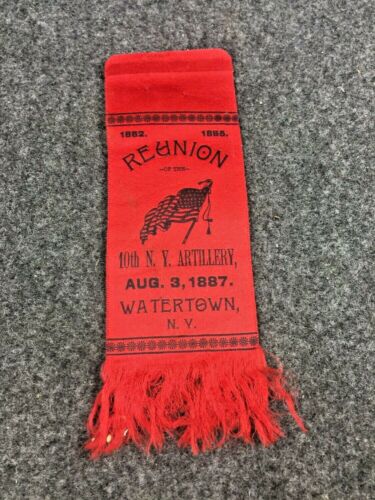 1862. 1865.
REUNION
—OF THE—
10th N. Y. ARTILLERY,
AUG. 3, 1887.
WATERTOWN,
N. Y.